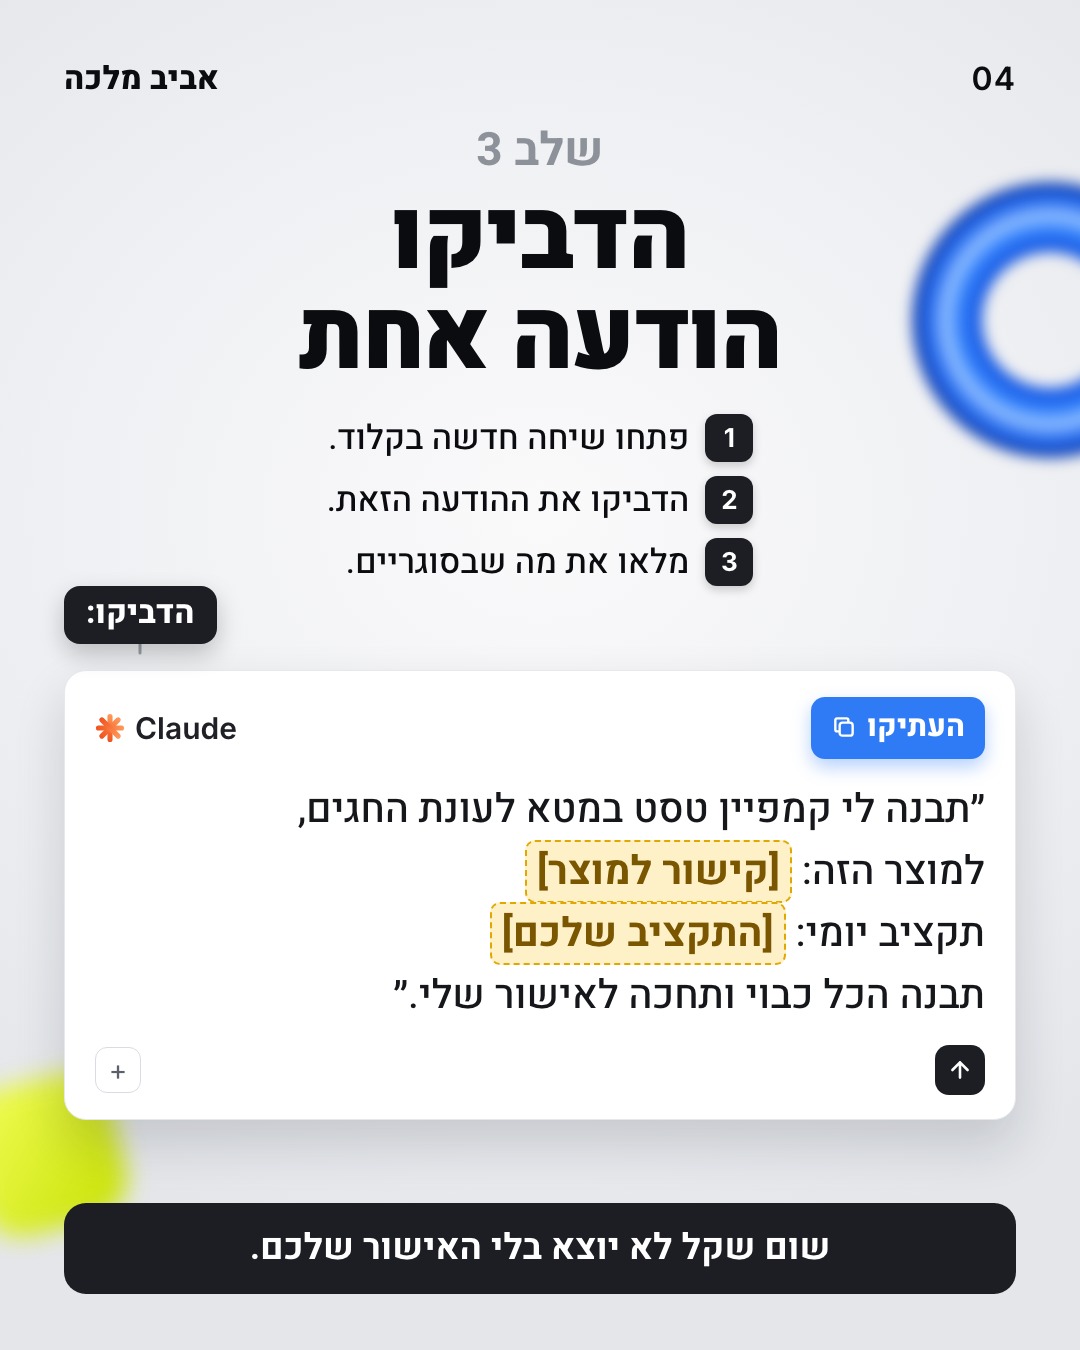 אביב מלכה
04
שלב 3
הדביקו
הודעה אחת
1 פתחו שיחה חדשה בקלוד.
2 הדביקו את ההודעה הזאת.
3 מלאו את מה שבסוגריים.
הדביקו:
Claude
העתיקו
”תבנה לי קמפיין טסט במטא לעונת החגים,
למוצר הזה: [קישור למוצר]
תקציב יומי: [התקציב שלכם]
תבנה הכל כבוי ותחכה לאישור שלי.”
שום שקל לא יוצא בלי האישור שלכם.